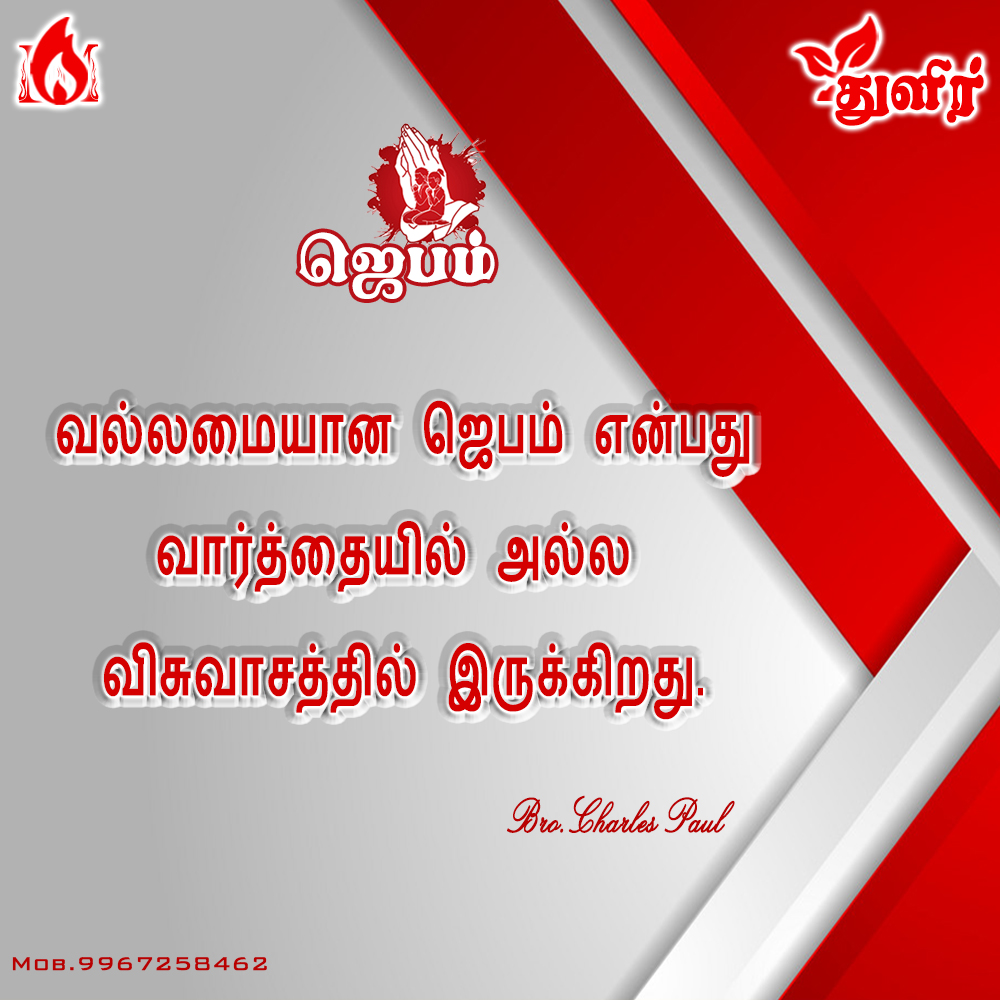 துளிர்
ஜெபம்
வல்லமையான ஜெபம் என்பது
வார்த்தையில் அல்ல
விசுவாசத்தில் இருக்கிறது.
Bro. Charles Paul
MOB.9967258462